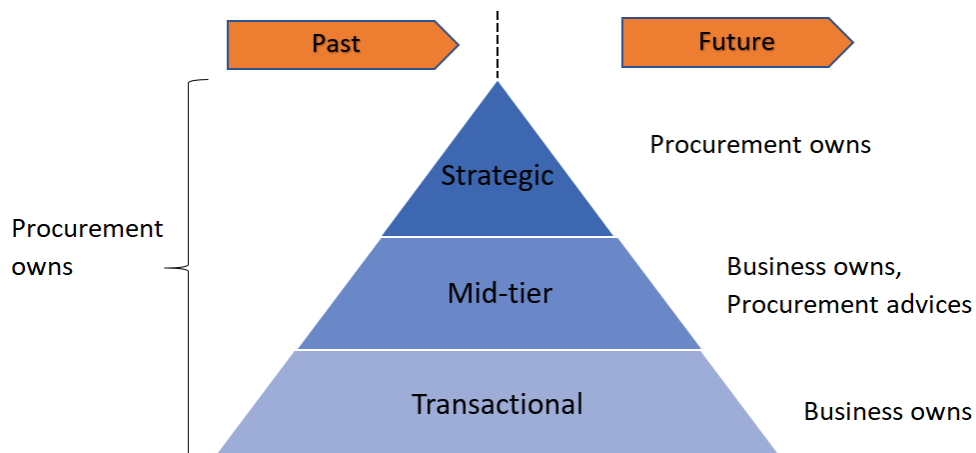 Past
Future
Procurement owns
Strategic
Procurement
owns
Business owns,
Procurement advices
Mid-tier
Transactional
Business owns